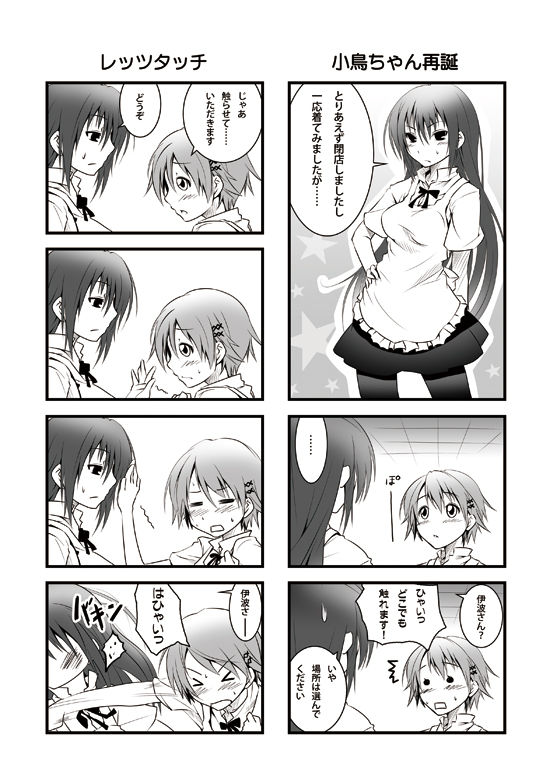 小鳥ちゃん再誕
とりあえず閉店しましたし
一応着てみましたが……
……
ぽ。
伊波さん?
ひゃいっ
どこでも
触れます!
いや
場所は選んで
ください
レッツタッチ
じゃあ
触らせて……
いただきます
どうぞ
伊波さ―
はひゃいっ
バキン